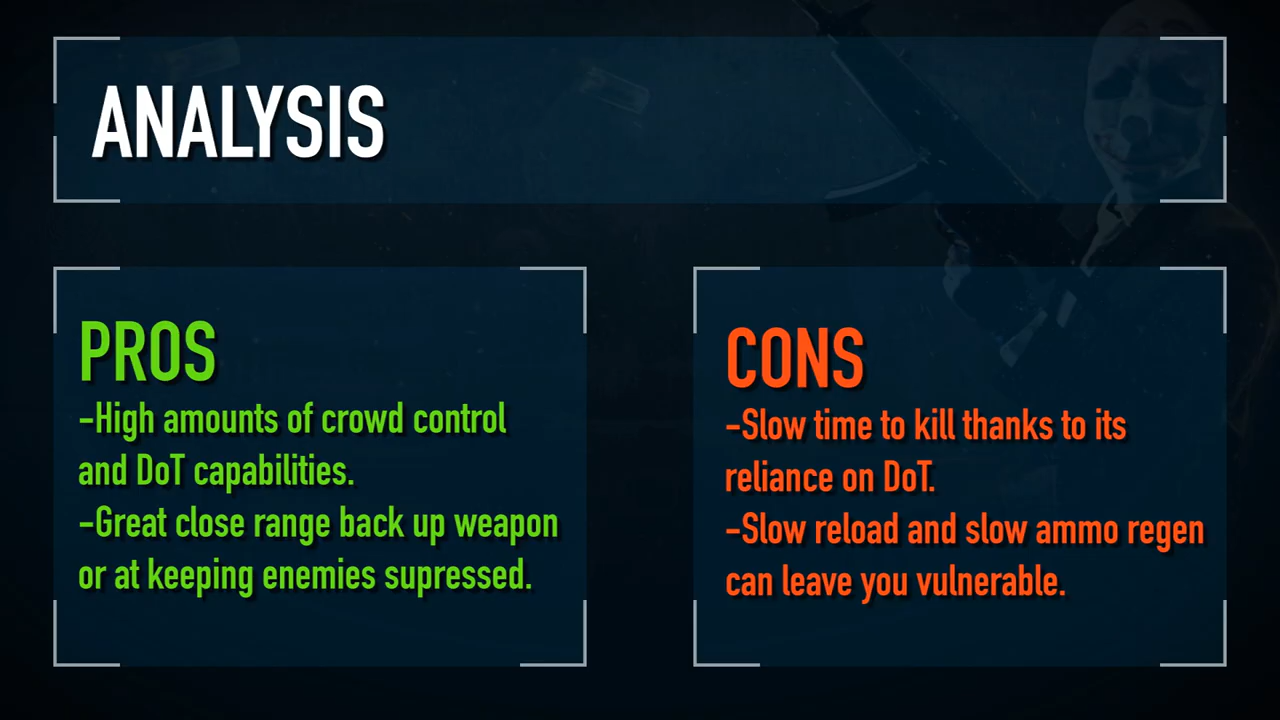 ANALYSIS
PROS
-High amounts of crowd control
and DoT capabilities.
-Great close range back up weapon
or at keeping enemies supressed.
CONS
-Slow time to kill thanks to its
reliance on DoT.
-Slow reload and slow ammo regen
can leave you vulnerable.